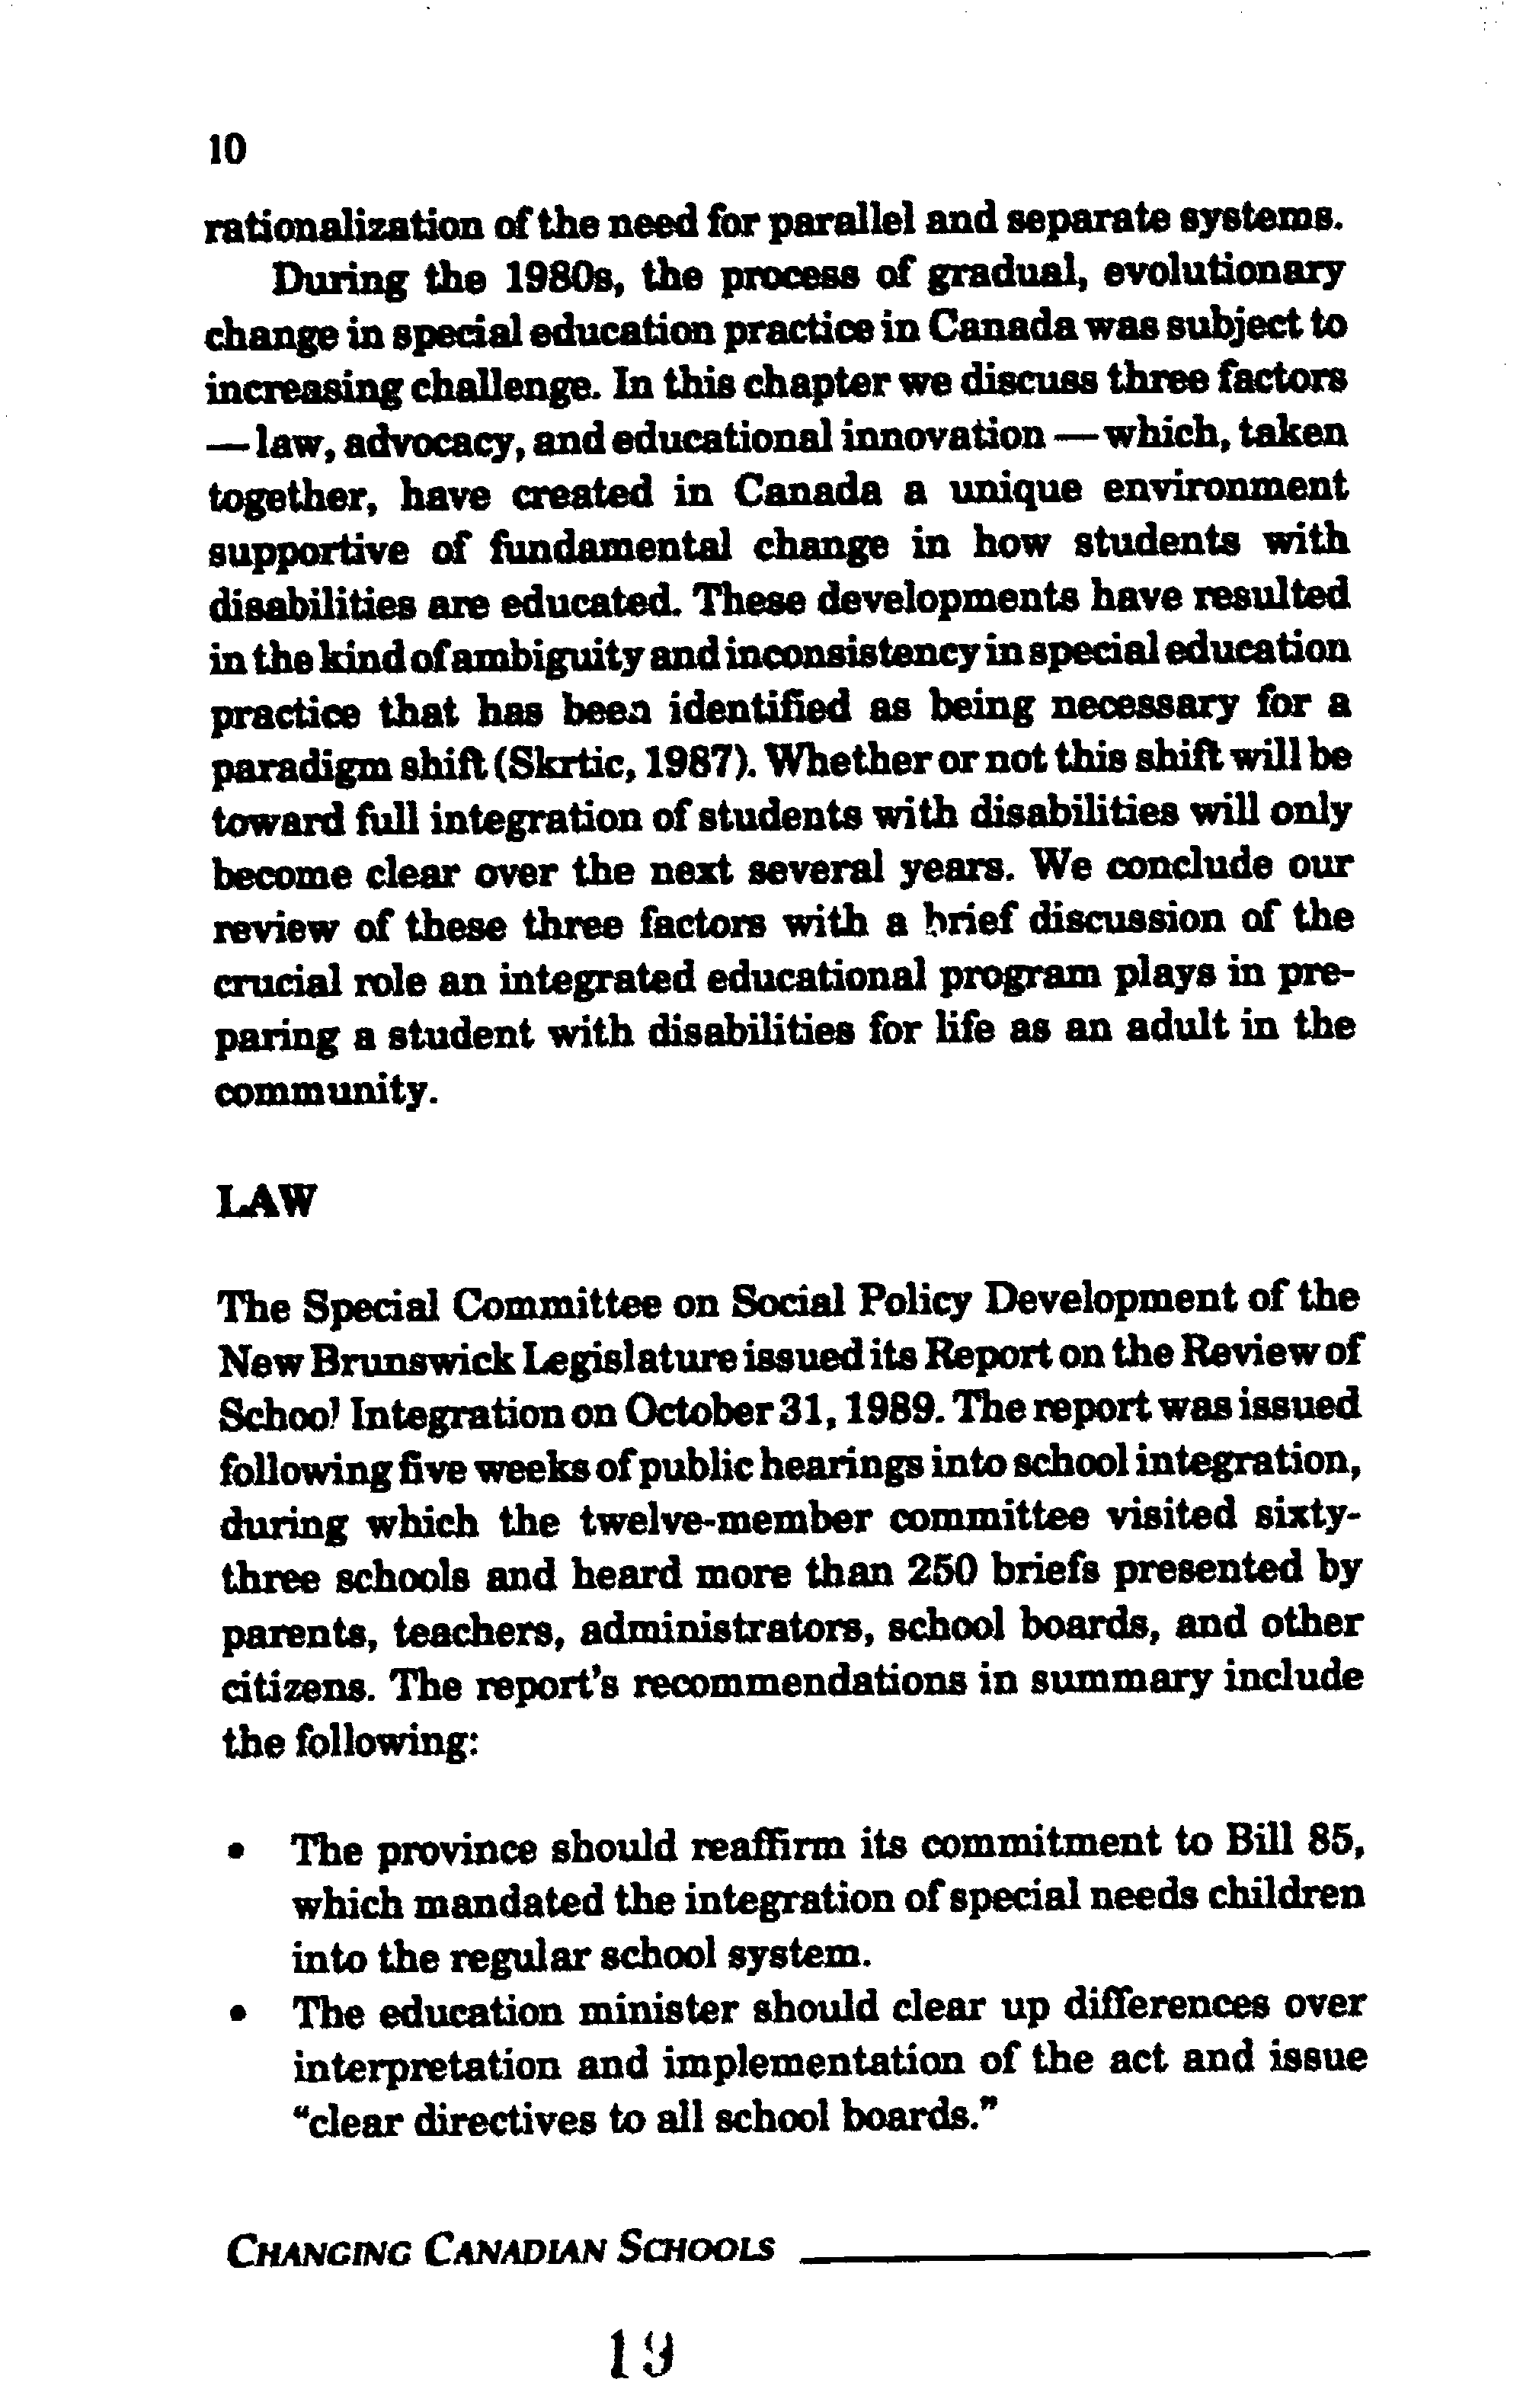 10
rationalization of the need for parallel and separate systems.
During the 1980s, the process of gradual, evolutionary
change in special education practice in Canada was subject to
increasing challenge. In this chapter we discuss three factors
— law, advocacy, and educational innovation — which, taken
together, have created in Canada a unique environment
supportive of fundamental change in how students with
disabilities are educated. These developments have resulted
in the kind of ambiguity and inconsistency in special education
practice that has been identified as being necessary for a
paradigm shift (Skrtic, 1987). Whether or not this shift will be
toward full integration of students with disabilities will only
become clear over the next several years. We conclude our
review of these three factors with a brief discussion of the
crucial role an integrated educational program plays in pre-
paring a student with disabilities for life as an adult in the
community.
LAW
The Special Committee on Social Policy Development of the
New Brunswick Legislature issued its Report on the Review of
School Integration on October 31, 1989. The report was issued
following five weeks of public hearings into school integration,
during which the twelve-member committee visited sixty-
three schools and heard more than 250 briefs presented by
parents, teachers, administrators, school boards, and other
citizens. The report's recommendations in summary include
the following:
• The province should reaffirm its commitment to Bill 85,
which mandated the integration of special needs children
into the regular school system.
• The education minister should clear up differences over
interpretation and implementation of the act and issue
“clear directives to all school boards.”
CHANGING CANADIAN SCHOOLS
19